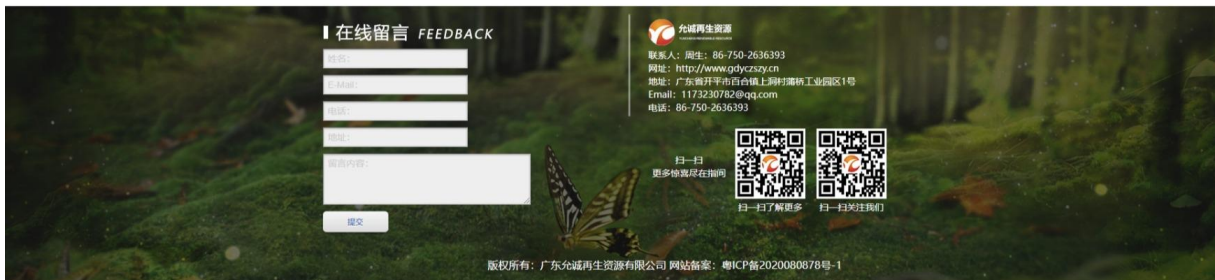 在线留言 FEEDBACK
姓名：
E-Mail：
电话：
地址：
留言内容：
提交
允诚再生资源
联系人：周生：86-750-2636393
网址：http://www.gdyczszy.cn
地址：广东省开平市百合镇上洞村蒲桥工业园区1号
Email：1173230782@qq.com
电话：86-750-2636393
扫一扫
更多惊喜尽在指间
扫一扫了解更多
扫一扫关注我们
版权所有：广东允诚再生资源有限公司 网站备案：粤ICP备2020080878号-1